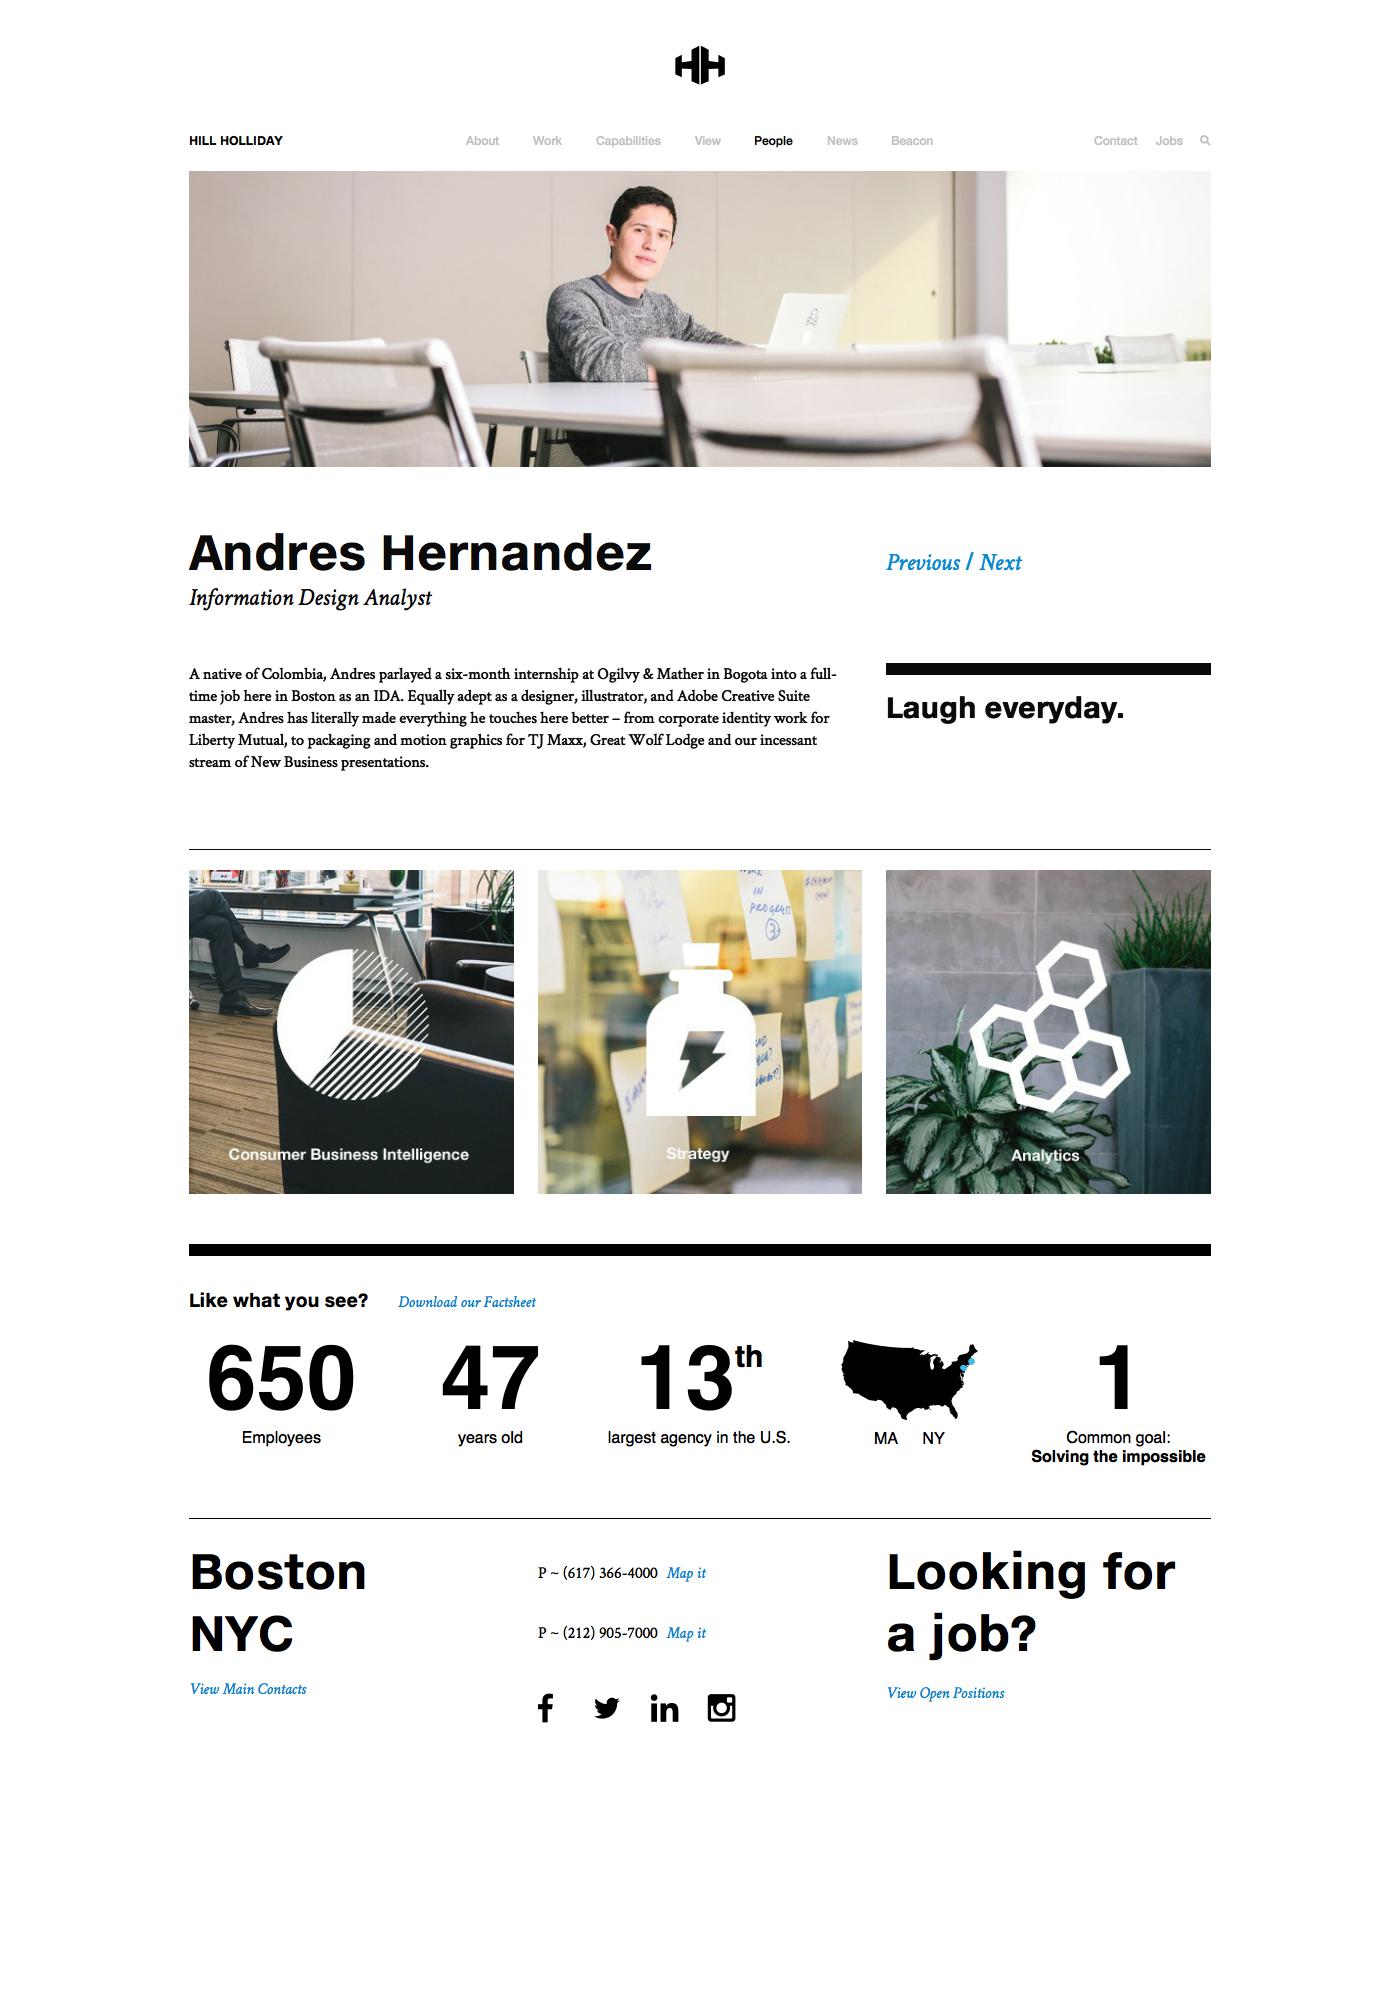 HILL HOLLIDAY
About Work Capabilities View People News Beacon
Contact Jobs
Andres Hernandez
Information Design Analyst
Previous / Next
A native of Colombia, Andres parlayed a six-month internship at Ogilvy & Mather in Bogota into a full-
time job here in Boston as an IDA. Equally adept as a designer, illustrator, and Adobe Creative Suite
master, Andres has literally made everything he touches here better – from corporate identity work for
Liberty Mutual, to packaging and motion graphics for TJ Maxx, Great Wolf Lodge and our incessant
stream of New Business presentations.
Laugh everyday.
Consumer Business Intelligence
IN
PROGRESS
3
Strategy
Analytics
Like what you see? Download our Factsheet
650
Employees
47
years old
13th
largest agency in the U.S.
MA NY
1
Common goal:
Solving the impossible
Boston
NYC
View Main Contacts
P ~ (617) 366-4000 Map it
P ~ (212) 905-7000 Map it
Looking for
a job?
View Open Positions